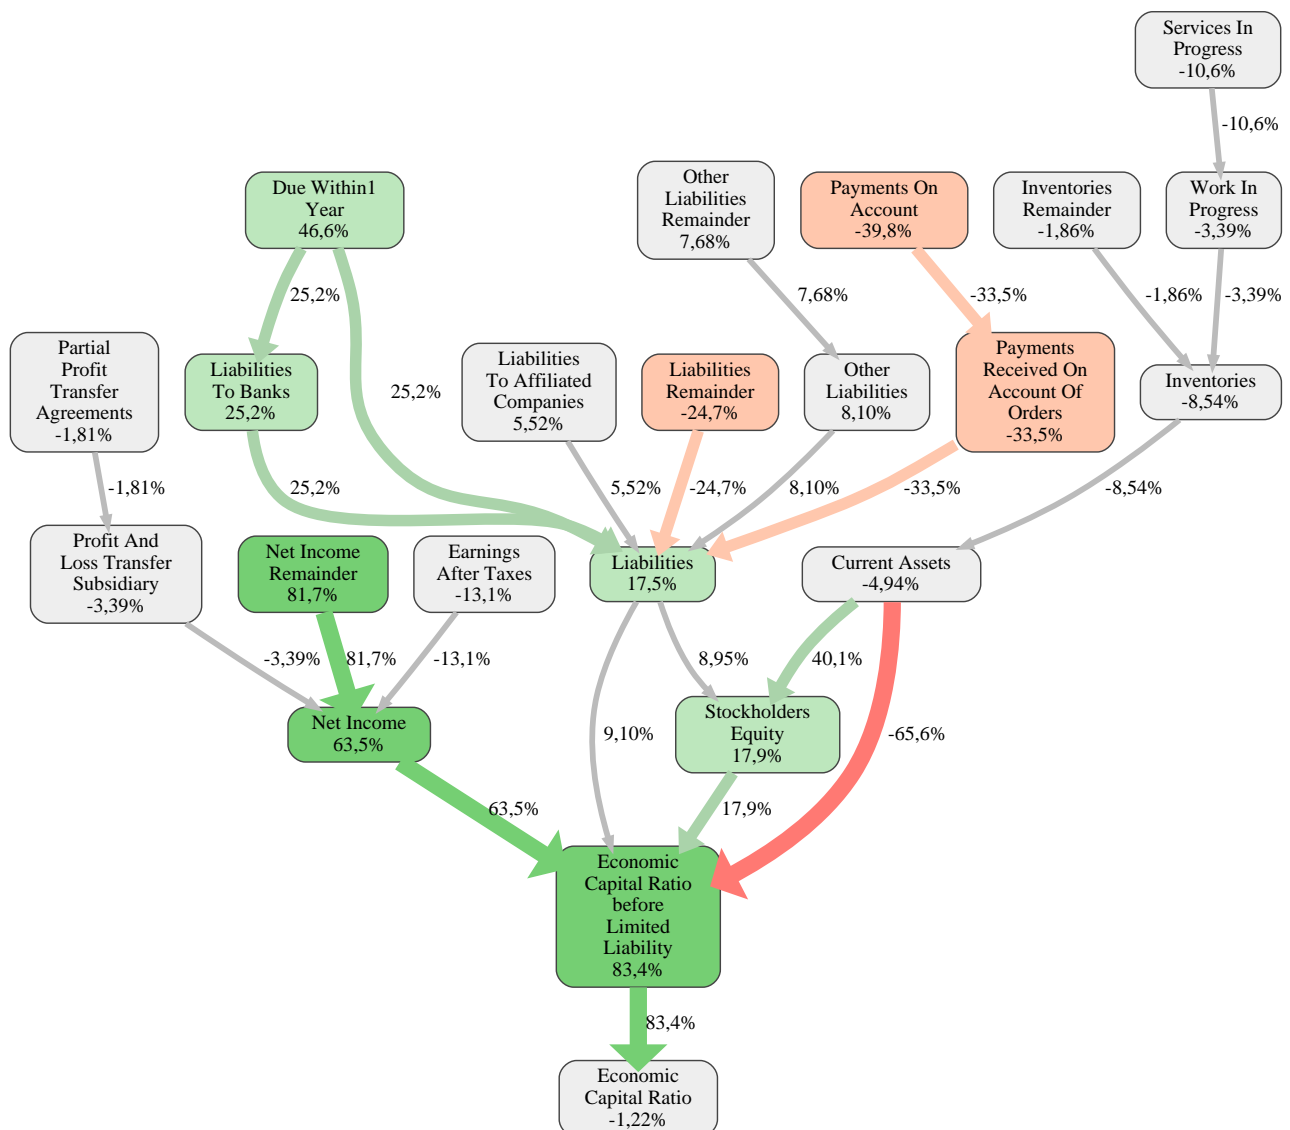 Services In
Progress
-10,6%
-10,6%
Due Within1
Year
46,6%
Other
Liabilities
Remainder
7,68%
Payments On
Account
-39,8%
Inventories
Remainder
-1,86%
Work In
Progress
-3,39%
25,2%
7,68%
-33,5%
-1,86%
-3,39%
Partial
Profit
Transfer
Agreements
-1,81%
Liabilities
To Banks
25,2%
25,2%
Liabilities
To Affiliated
Companies
5,52%
Liabilities
Remainder
-24,7%
Other
Liabilities
8,10%
Payments
Received On
Account Of
Orders
-33,5%
Inventories
-8,54%
-1,81%
25,2%
5,52%
-24,7%
8,10%
-33,5%
-8,54%
Profit And
Loss Transfer
Subsidiary
-3,39%
Net Income
Remainder
81,7%
Earnings
After Taxes
-13,1%
Liabilities
17,5%
Current Assets
-4,94%
-3,39%
81,7%
-13,1%
8,95%
40,1%
Net Income
63,5%
9,10%
Stockholders
Equity
17,9%
-65,6%
63,5%
17,9%
Economic
Capital Ratio
before
Limited
Liability
83,4%
83,4%
Economic
Capital Ratio
-1,22%